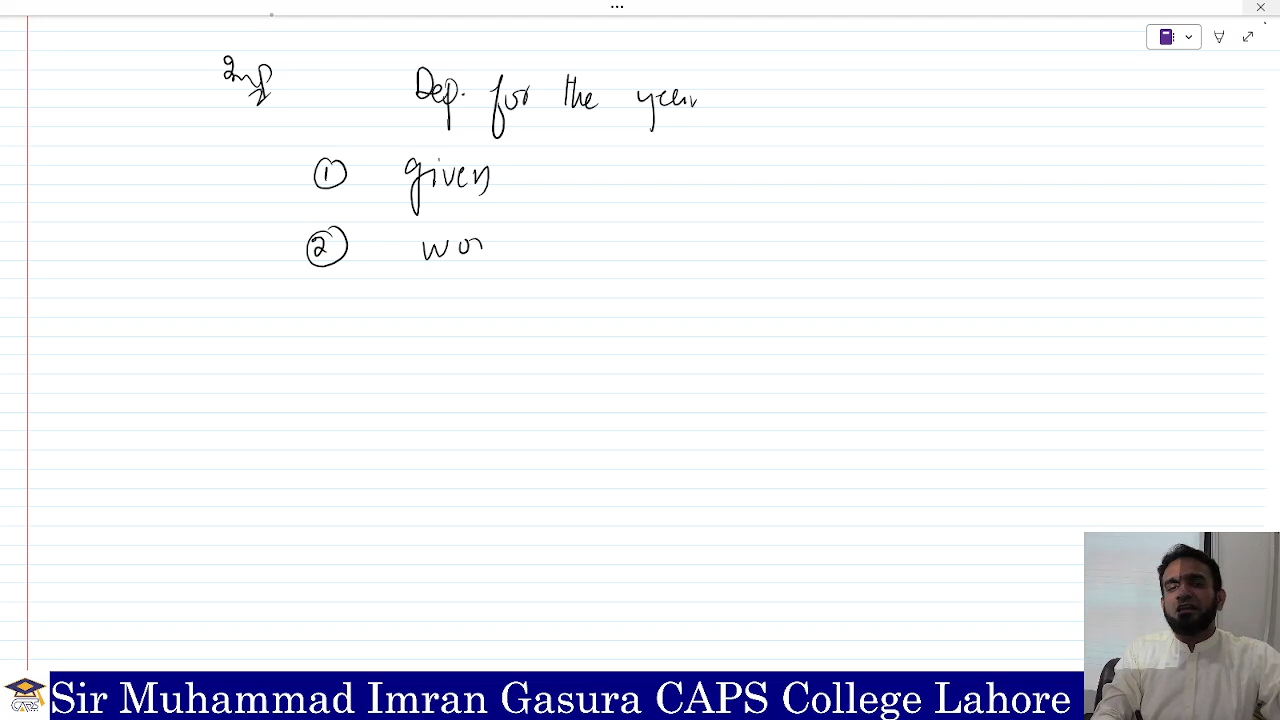 Imp
Dep. for the year
① given
② wor
Sir Muhammad Imran Gasura CAPS College Lahore